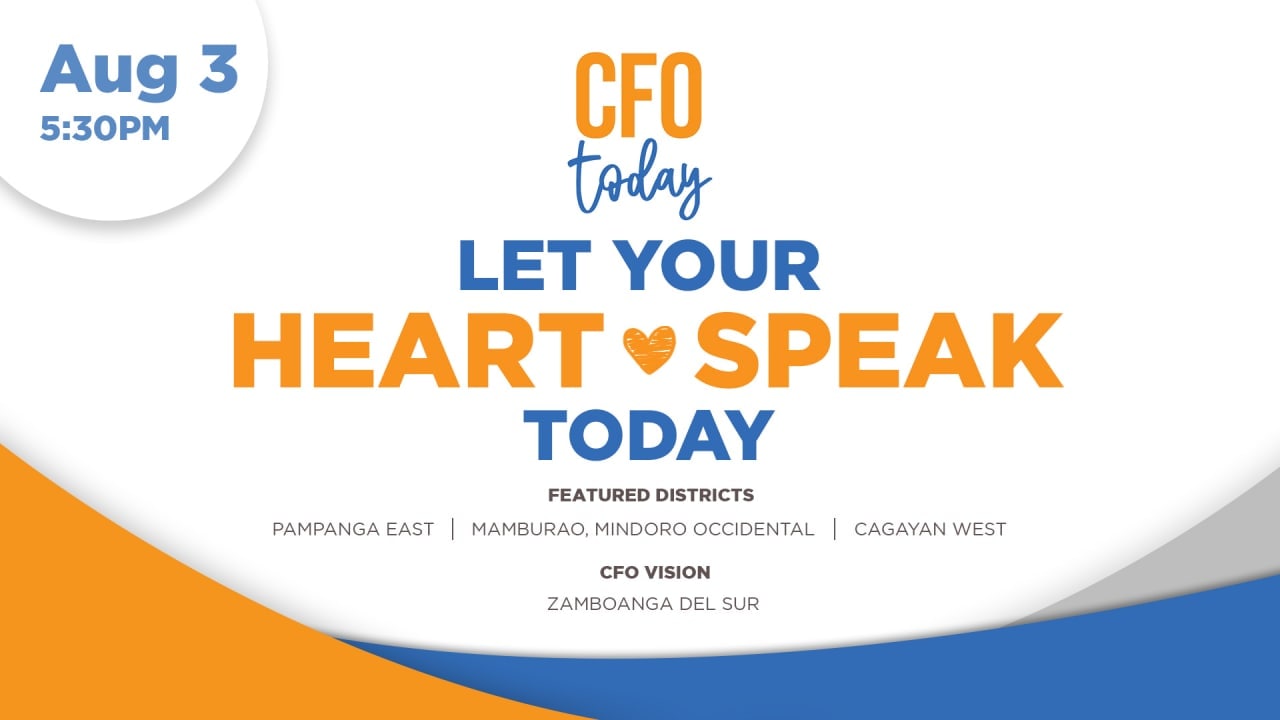 Aug 3
5:30PM
CFO
today
LET YOUR
HEART SPEAK
TODAY
FEATURED DISTRICTS
PAMPANGA EAST | MAMBURAO, MINDORO OCCIDENTAL | CAGAYAN WEST
CFO VISION
ZAMBOANGA DEL SUR